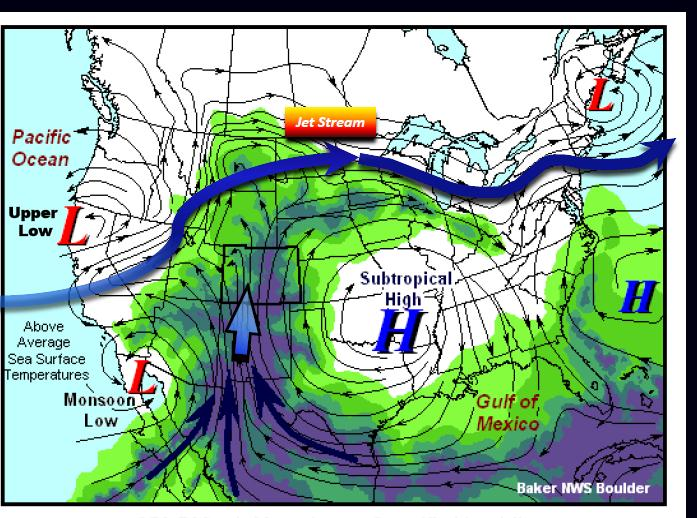 Jet Stream
L
Pacific
Ocean
Upper
Low
L
Subtropical
High
H
H
Above
Average
Sea Surface
Temperatures
L
Monsoon
Low
Gulf of
Mexico
Baker NWS Boulder